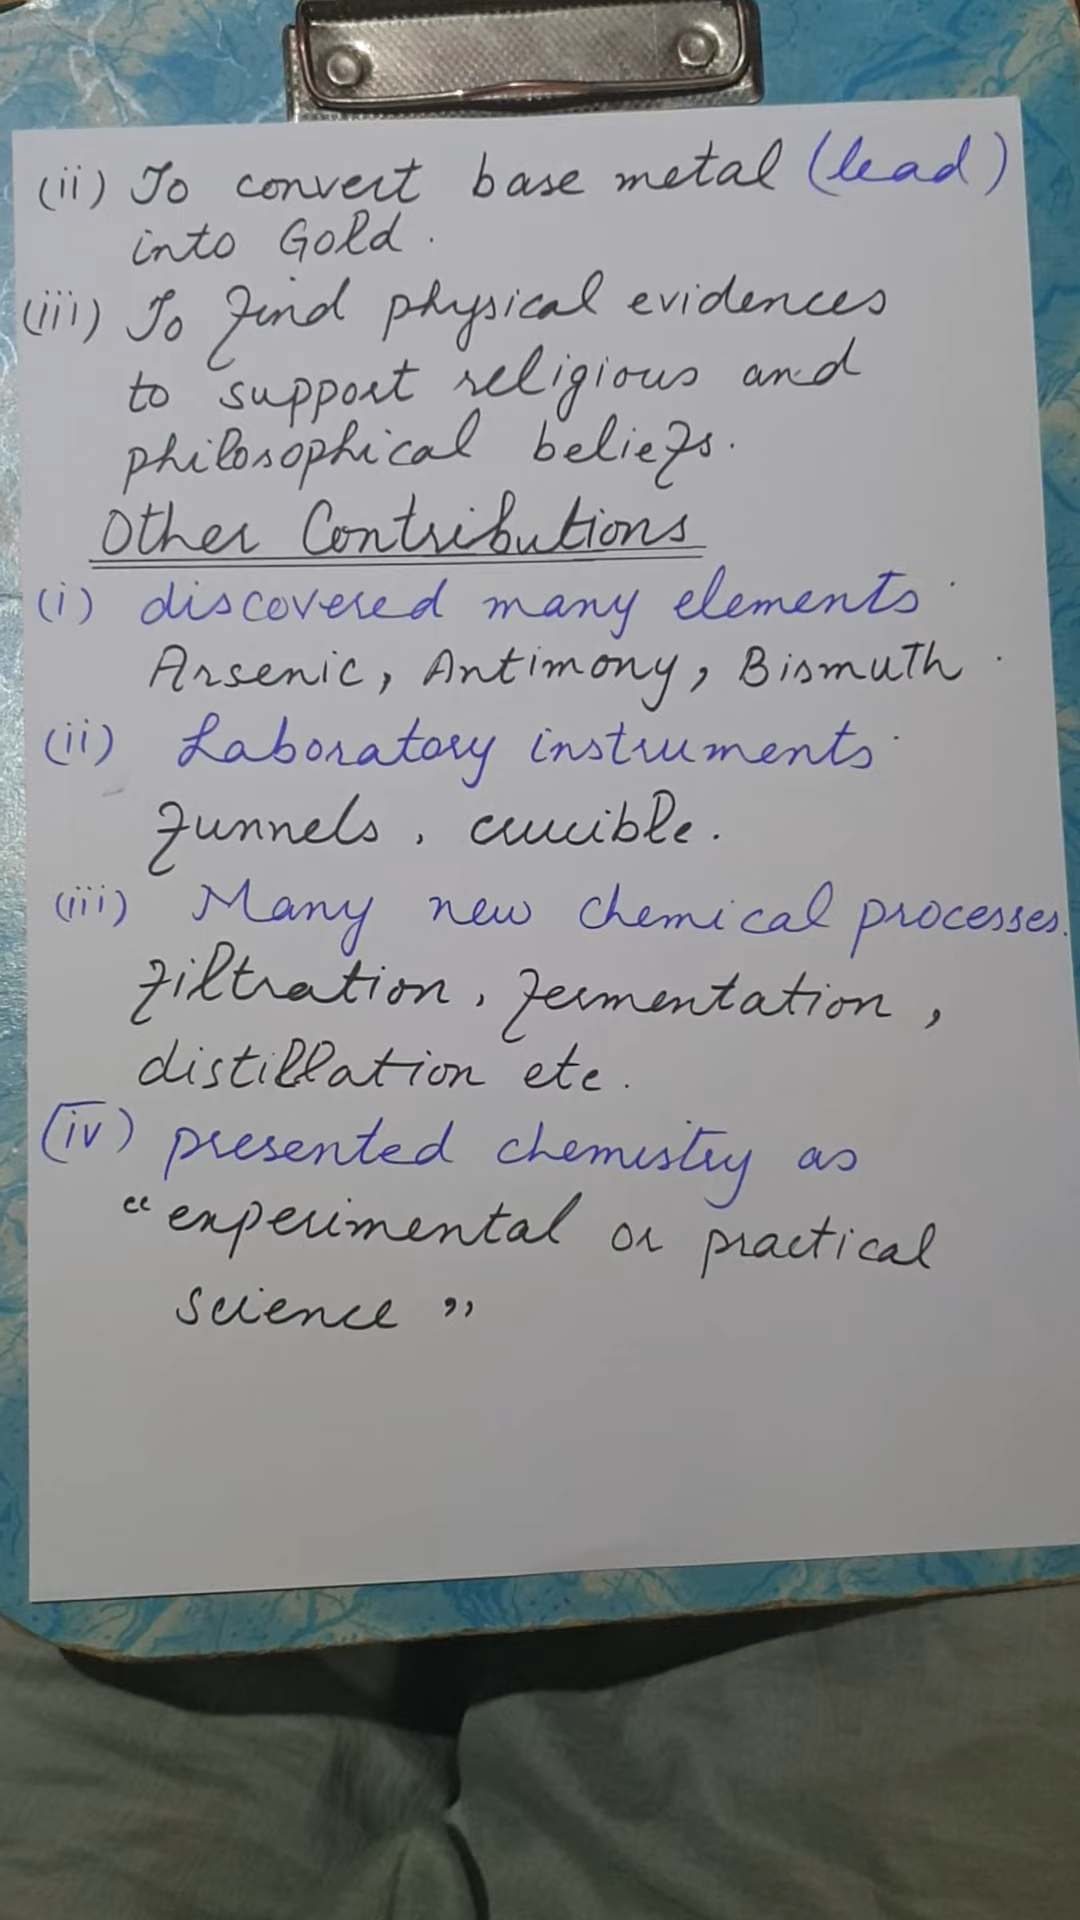 (ii) To convert base metal (lead)
into Gold.
(iii) To find physical evidences
to support religious and
philosophical beliefs.
Other Contributions
(i) discovered many elements
Arsenic, Antimony, Bismuth.
(ii) Laboratory instruments
funnels, crucible.
(iii) Many new chemical processes.
filtration, fermentation,
distillation etc.
(iv) presented chemistry as
“experimental or practical
science”